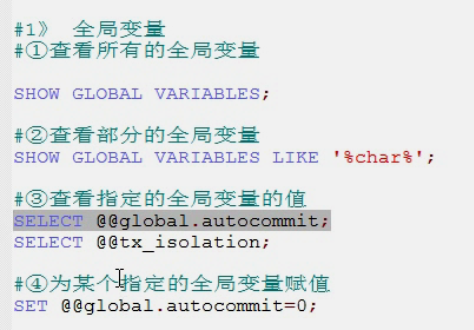 #1》 全局变量
#①查看所有的全局变量
SHOW GLOBAL VARIABLES;
#②查看部分的全局变量
SHOW GLOBAL VARIABLES LIKE '%char%';
#③查看指定的全局变量的值
SELECT @@global.autocommit;
SELECT @@tx_isolation;
#④为某个指定的全局变量赋值
SET @@global.autocommit=0;